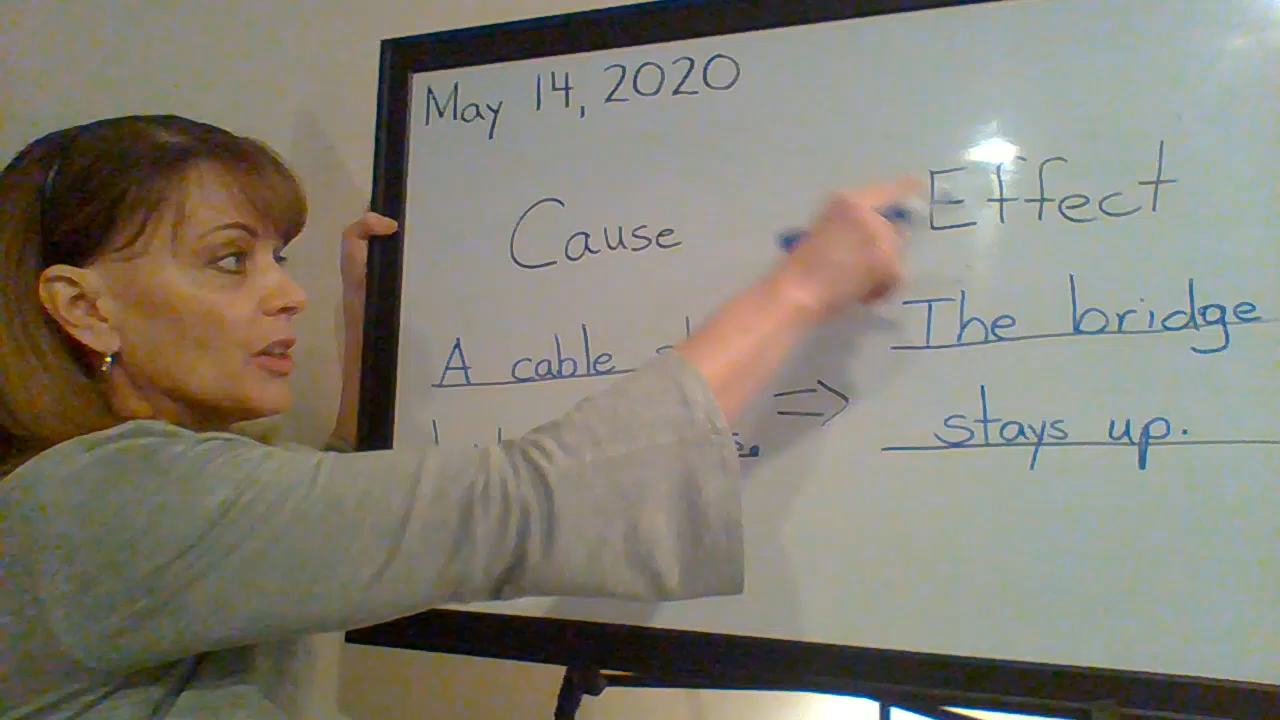 May 14, 2020
Cause
Effect
A cable
The bridge
stays up.